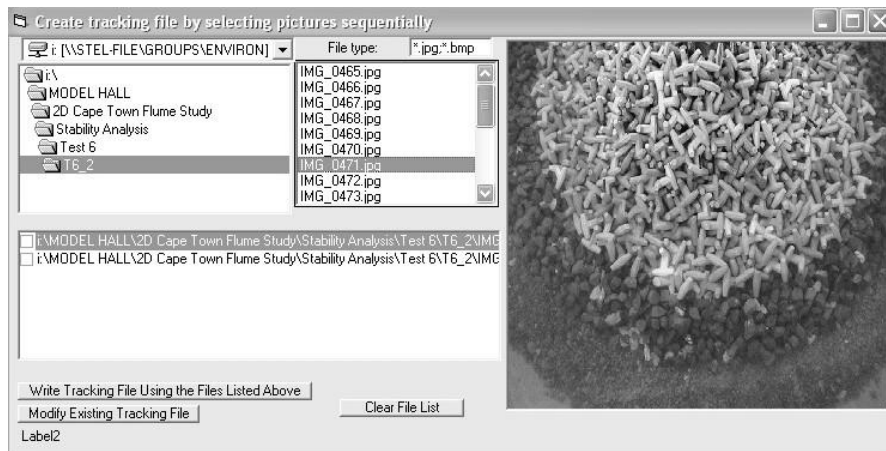 Create tracking file by selecting pictures sequentially
i: [\\STEL-FILE\GROUPS\ENVIRON]
File type:
*.jpg;*.bmp
i:\
MODEL HALL
2D Cape Town Flume Study
Stability Analysis
Test 6
T6_2
IMG_0465.jpg
IMG_0466.jpg
IMG_0467.jpg
IMG_0468.jpg
IMG_0469.jpg
IMG_0470.jpg
IMG_0471.jpg
IMG_0472.jpg
IMG_0473.jpg
i:\MODEL HALL\2D Cape Town Flume Study\Stability Analysis\Test 6\T6_2\IMG
i:\MODEL HALL\2D Cape Town Flume Study\Stability Analysis\Test 6\T6_2\IMG
Write Tracking File Using the Files Listed Above
Modify Existing Tracking File
Clear File List
Label2